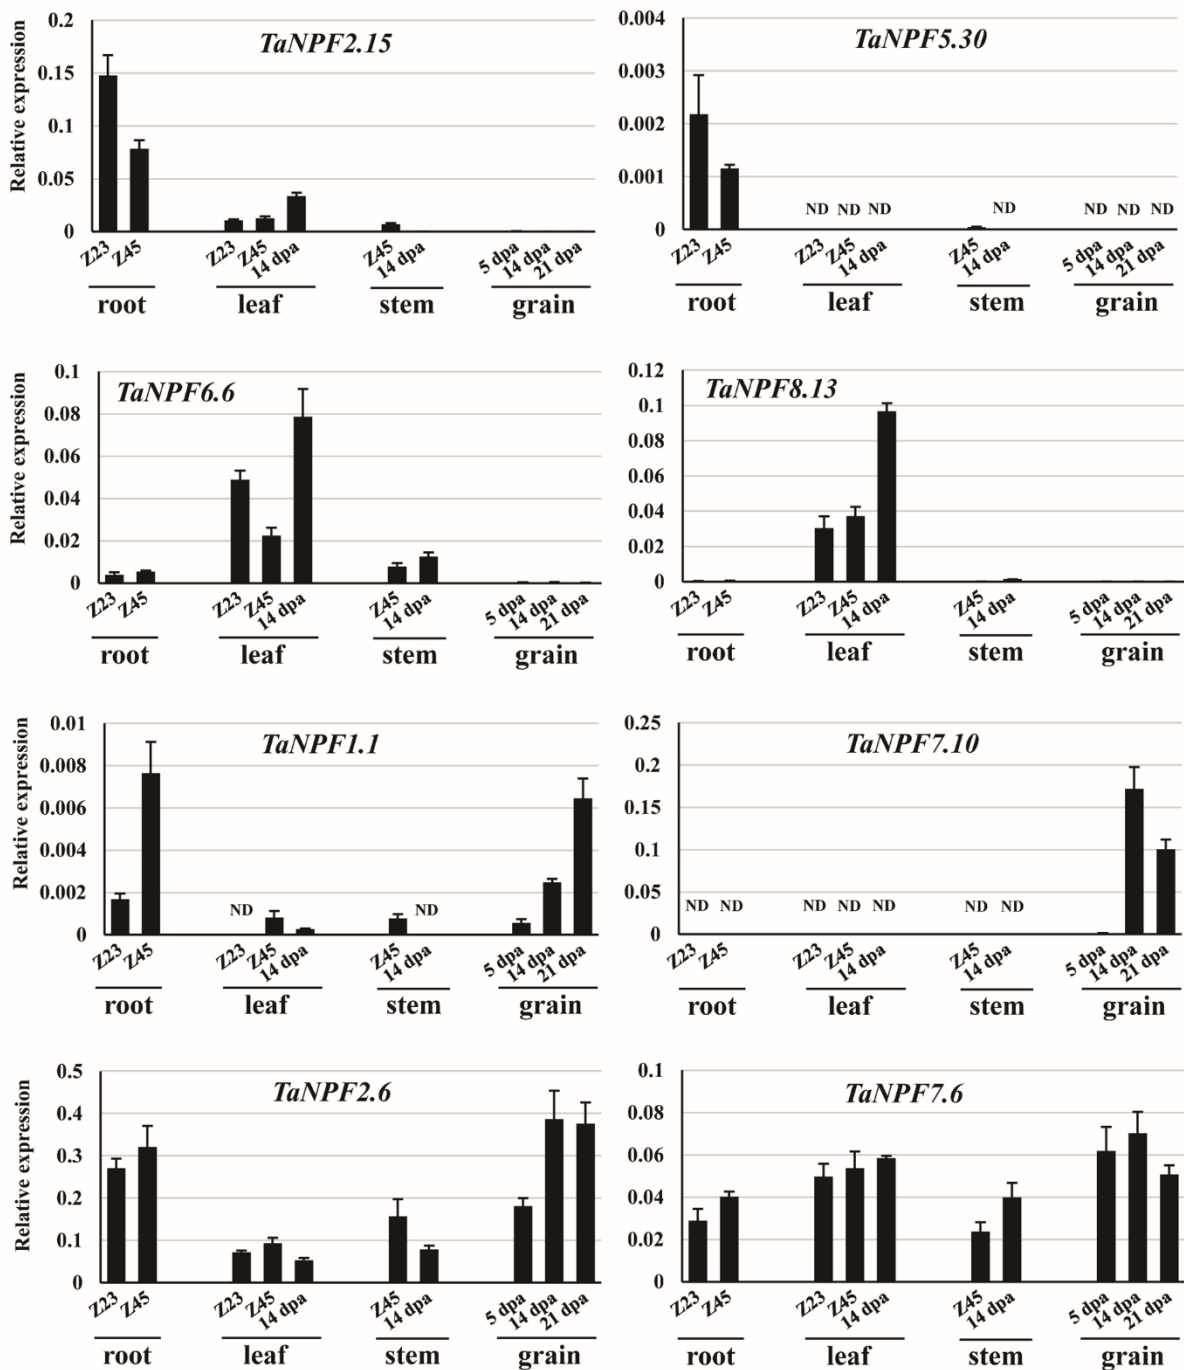 TaNPF2.15
Relative expression
0.2
0.15
0.1
0.05
0
Z23 Z45 Z23 Z45 14 dpa Z45 14 dpa 5 dpa 14 dpa 21 dpa
root leaf stem grain
TaNPF5.30
0.004
0.003
0.002
0.001
0
ND ND ND ND ND ND ND
Z23 Z45 Z23 Z45 14 dpa Z45 14 dpa 5 dpa 14 dpa 21 dpa
root leaf stem grain
TaNPF6.6
Relative expression
0.1
0.08
0.06
0.04
0.02
0
Z23 Z45 Z23 Z45 14 dpa Z45 14 dpa 5 dpa 14 dpa 21 dpa
root leaf stem grain
TaNPF8.13
0.12
0.1
0.08
0.06
0.04
0.02
0
Z23 Z45 Z23 Z45 14 dpa Z45 14 dpa 5 dpa 14 dpa 21 dpa
root leaf stem grain
TaNPF1.1
Relative expression
0.01
0.008
0.006
0.004
0.002
0
ND ND
Z23 Z45 Z23 Z45 14 dpa Z45 14 dpa 5 dpa 14 dpa 21 dpa
root leaf stem grain
TaNPF7.10
0.25
0.2
0.15
0.1
0.05
0
ND ND ND ND ND ND ND
Z23 Z45 Z23 Z45 14 dpa Z45 14 dpa 5 dpa 14 dpa 21 dpa
root leaf stem grain
TaNPF2.6
Relative expression
0.5
0.4
0.3
0.2
0.1
0
Z23 Z45 Z23 Z45 14 dpa Z45 14 dpa 5 dpa 14 dpa 21 dpa
root leaf stem grain
TaNPF7.6
0.1
0.08
0.06
0.04
0.02
0
Z23 Z45 Z23 Z45 14 dpa Z45 14 dpa 5 dpa 14 dpa 21 dpa
root leaf stem grain